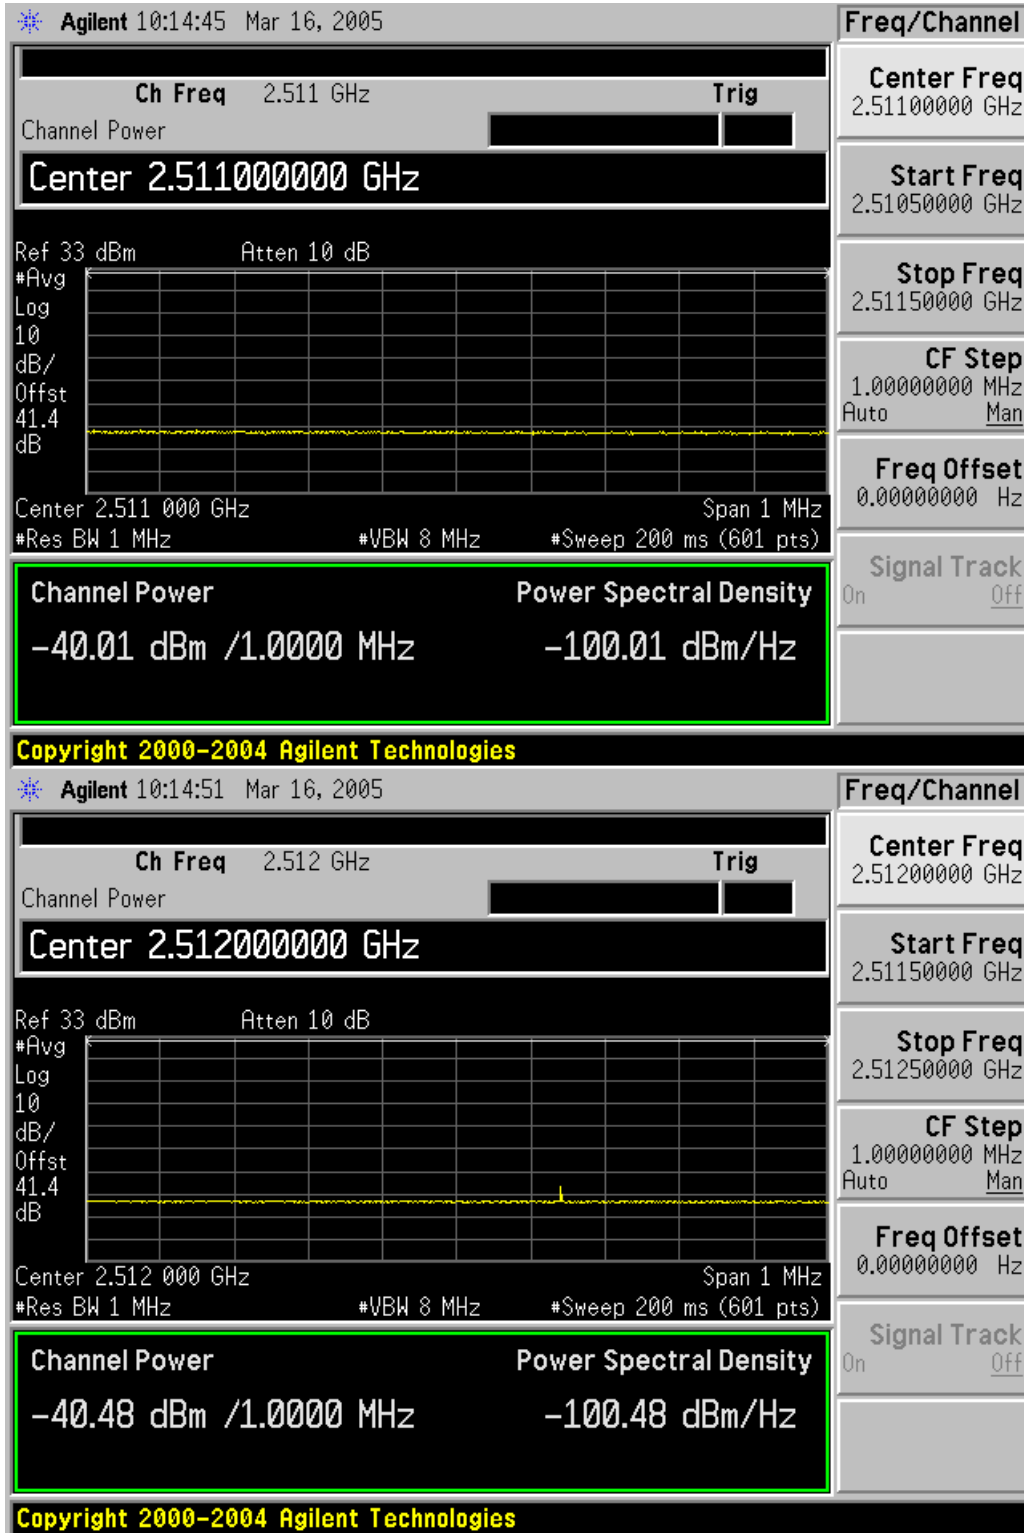 Agilent 10:14:45 Mar 16, 2005
Freq/Channel
Ch Freq 2.511 GHz Trig
Channel Power
Center 2.511000000 GHz
Ref 33 dBm Atten 10 dB
#Avg
Log
10
dB/
Offst
41.4
dB
Center 2.511 000 GHz Span 1 MHz
#Res BW 1 MHz #VBW 8 MHz #Sweep 200 ms (601 pts)
Channel Power Power Spectral Density
-40.01 dBm /1.0000 MHz -100.01 dBm/Hz
Center Freq
2.51100000 GHz
Start Freq
2.51050000 GHz
Stop Freq
2.51150000 GHz
CF Step
1.00000000 MHz
Auto Man
Freq Offset
0.00000000 Hz
Signal Track
On Off
Copyright 2000-2004 Agilent Technologies
Agilent 10:14:51 Mar 16, 2005
Freq/Channel
Ch Freq 2.512 GHz Trig
Channel Power
Center 2.512000000 GHz
Ref 33 dBm Atten 10 dB
#Avg
Log
10
dB/
Offst
41.4
dB
Center 2.512 000 GHz Span 1 MHz
#Res BW 1 MHz #VBW 8 MHz #Sweep 200 ms (601 pts)
Channel Power Power Spectral Density
-40.48 dBm /1.0000 MHz -100.48 dBm/Hz
Center Freq
2.51200000 GHz
Start Freq
2.51150000 GHz
Stop Freq
2.51250000 GHz
CF Step
1.00000000 MHz
Auto Man
Freq Offset
0.00000000 Hz
Signal Track
On Off
Copyright 2000-2004 Agilent Technologies